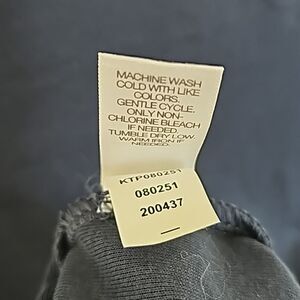 MACHINE WASH
COLD WITH LIKE
COLORS.
GENTLE CYCLE.
ONLY NON-
CHLORINE BLEACH
IF NEEDED.
TUMBLE DRY LOW.
WARM IRON IF
NEEDED.
KTP080251
080251
200437